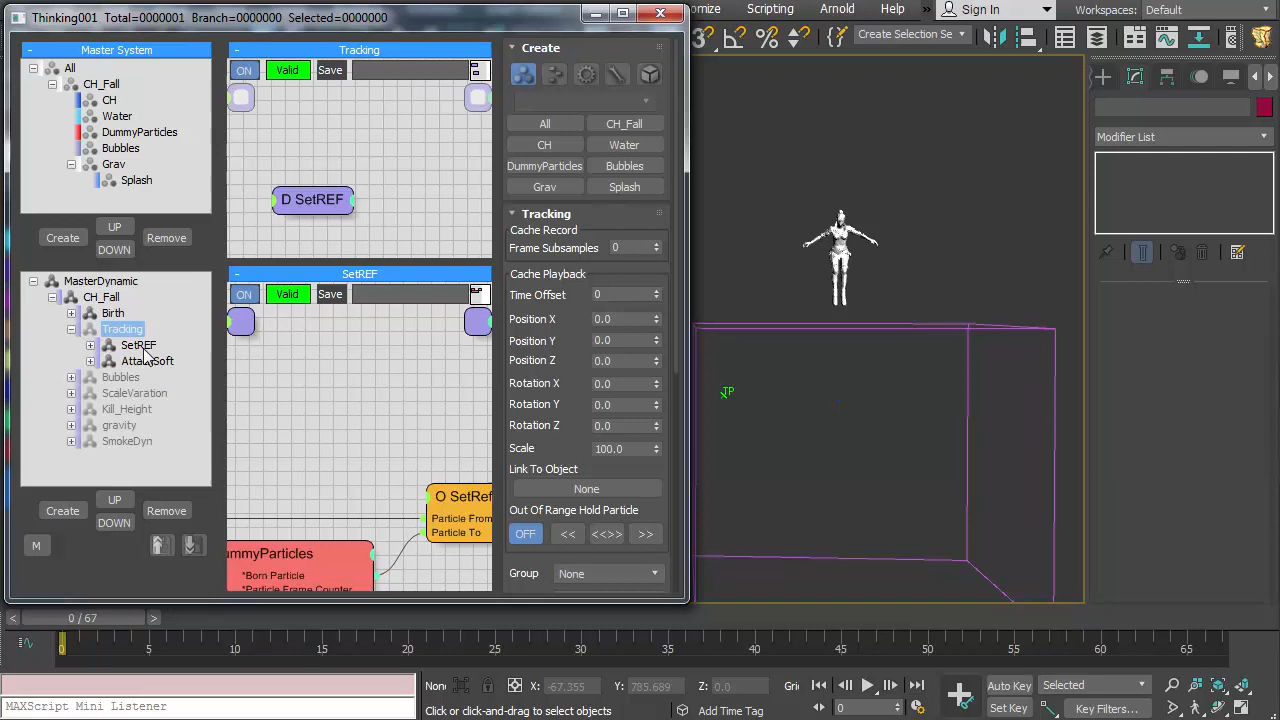 Thinking001 Total=0000001 Branch=0000000 Selected=0000000
Master System
All
CH_Fall
CH
Water
DummyParticles
Bubbles
Grav
Splash
UP
Create
Remove
DOWN
MasterDynamic
CH_Fall
Birth
Tracking
SetREF
Bubbles
ScaleVaration
Kill_Height
gravity
SmokeDyn
UP
Create
Remove
DOWN
M
Tracking
ON
Valid
Save
D SetREF
SetREF
ON
Valid
Save
O SetRef
Particle From
Particle To
ummyParticles
*Born Particle
*Particle Frame Counter
Create
All
CH_Fall
CH
Water
DummyParticles
Bubbles
Grav
Splash
Tracking
Cache Record
Frame Subsamples 0
Cache Playback
Time Offset 0
Position X 0.0
Position Y 0.0
Position Z 0.0
Rotation X 0.0
Rotation Y 0.0
Rotation Z 0.0
Scale 100.0
Link To Object
None
Out Of Range Hold Particle
OFF << <<>> >>
Group None
omize Scripting Arnold Help » Sign In Workspaces: Default
3 % Create Selection Se
Modifier List
TP
< 0 / 67 >
0 5 10 15 20 25 30 35 40 45 50 55 60 65
MAXScript Mini Listener
None X: -67.355 Y: 785.689 Z: 0.0 Gri
Click or click-and-drag to select objects Add Time Tag
Auto Key Selected
0 Set Key Key Filters...